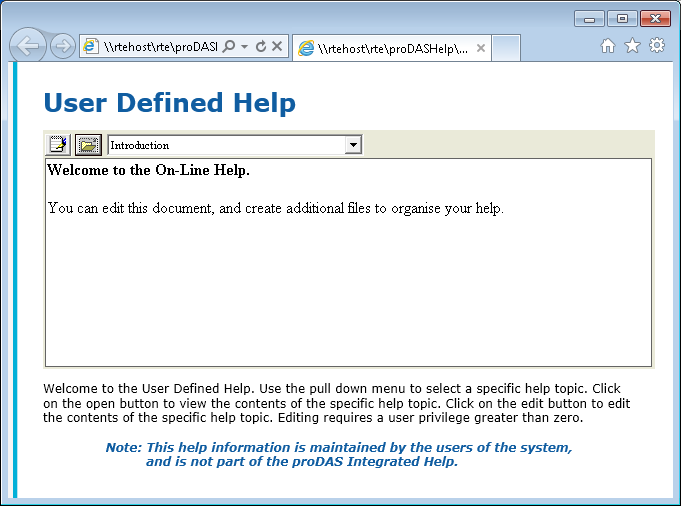 \\rtehost\rte\proDASI
\\rtehost\rte\proDASHelp\...
User Defined Help
Introduction
Welcome to the On-Line Help.
You can edit this document, and create additional files to organise your help.
Welcome to the User Defined Help. Use the pull down menu to select a specific help topic. Click
on the open button to view the contents of the specific help topic. Click on the edit button to edit
the contents of the specific help topic. Editing requires a user privilege greater than zero.
Note: This help information is maintained by the users of the system,
and is not part of the proDAS Integrated Help.